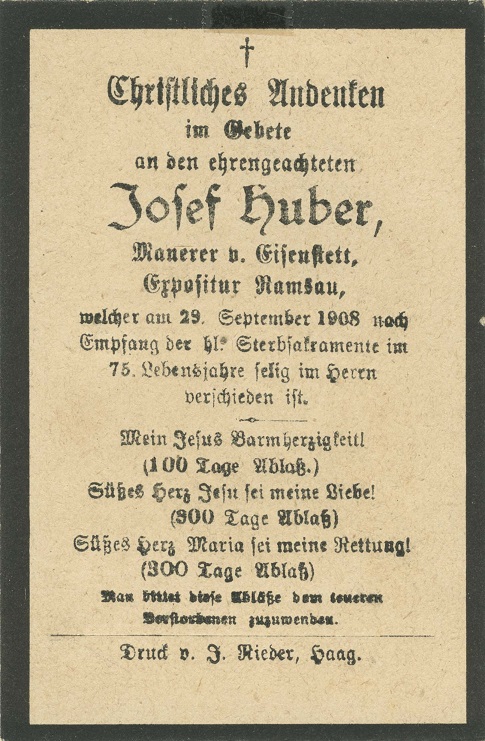 †
Christliches Andenken
im Gebete
an den ehrengeachteten
Josef Huber,
Maurer v. Eisenstett,
Expositur Ramsau,
welcher am 29. September 1908 nach
Empfang der hl. Sterbsakramente im
75. Lebensjahre selig im Herrn
verschieden ist.
Mein Jesus Barmherzigkeit!
(100 Tage Ablaß.)
Süßes Herz Jesu sei meine Liebe!
(300 Tage Ablaß)
Süßes Herz Maria sei meine Rettung!
(300 Tage Ablaß)
Man bittet diese Abläße dem teueren
Verstorbenen zuzuwenden.
Druck v. J. Rieder, Haag.